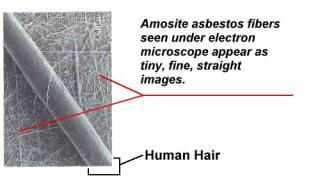 Amosite asbestos fibers
seen under electron
microscope appear as
tiny, fine, straight
images.
Human Hair